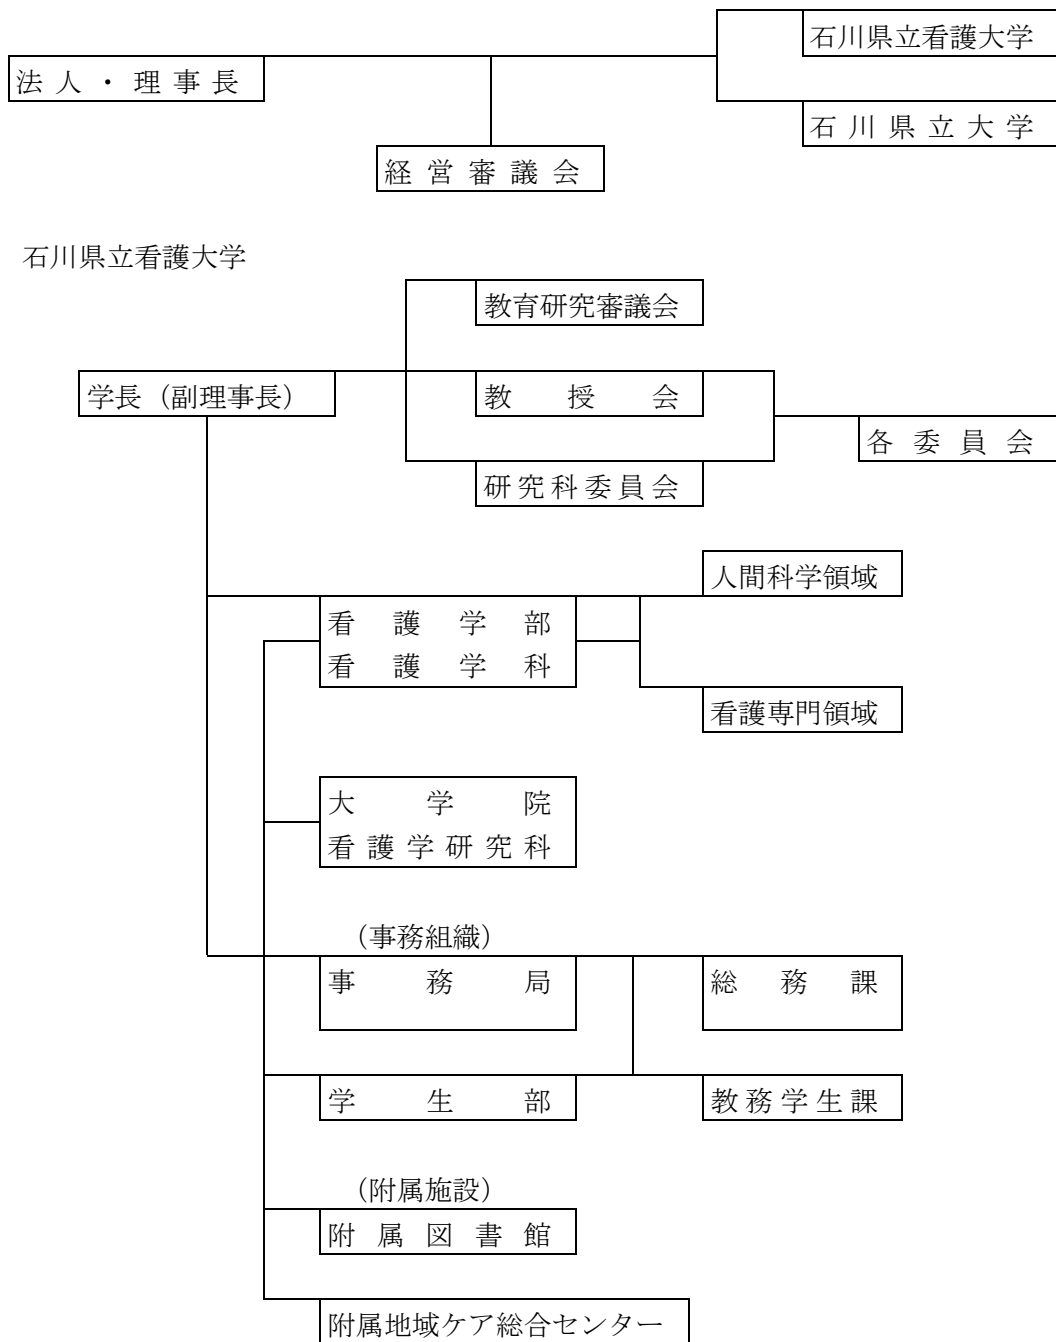 石川県立看護大学
法人・理事長
石川県立大学
経営審議会
石川県立看護大学
教育研究審議会
学長（副理事長）
教授会
各委員会
研究科委員会
人間科学領域
看護学部
看護学科
看護専門領域
大学院
看護学研究科
（事務組織）
事務局
総務課
学生部
教務学生課
（附属施設）
附属図書館
附属地域ケア総合センター